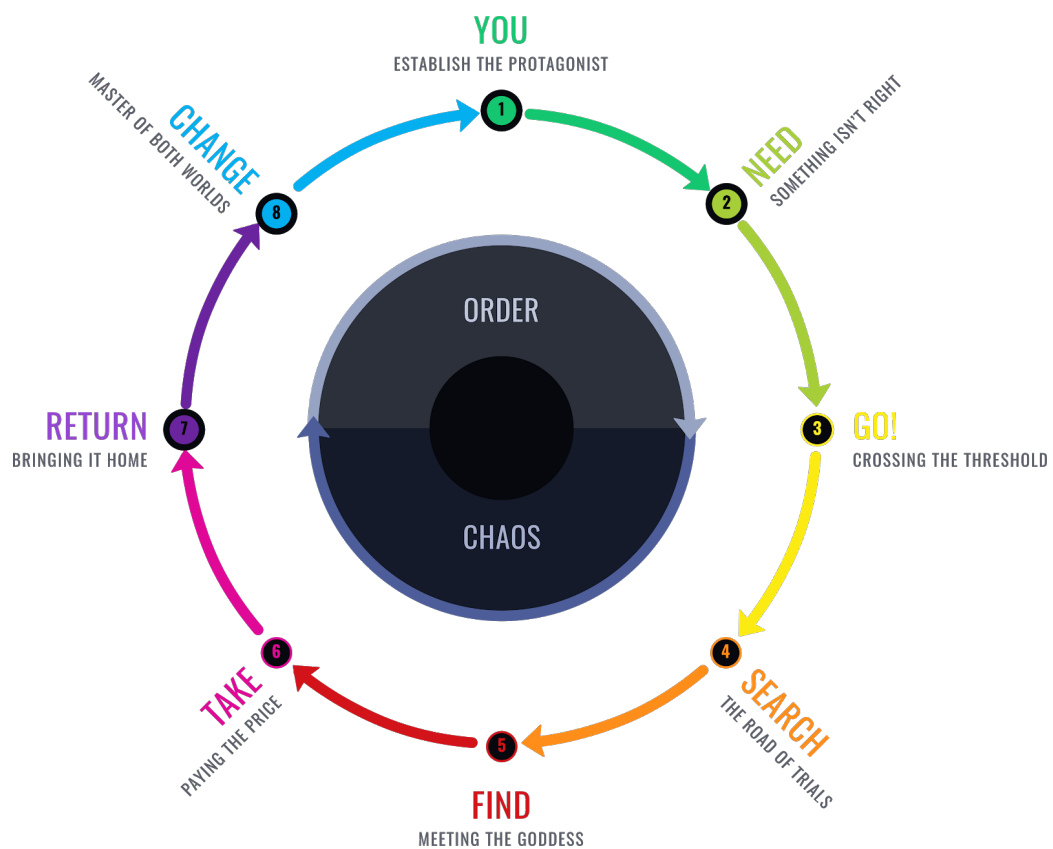 YOU
ESTABLISH THE PROTAGONIST
1
NEED
SOMETHING ISN'T RIGHT
2
GO!
CROSSING THE THRESHOLD
3
SEARCH
THE ROAD OF TRIALS
4
FIND
MEETING THE GODDESS
5
TAKE
PAYING THE PRICE
6
RETURN
BRINGING IT HOME
7
CHANGE
MASTER OF BOTH WORLDS
8
ORDER
CHAOS